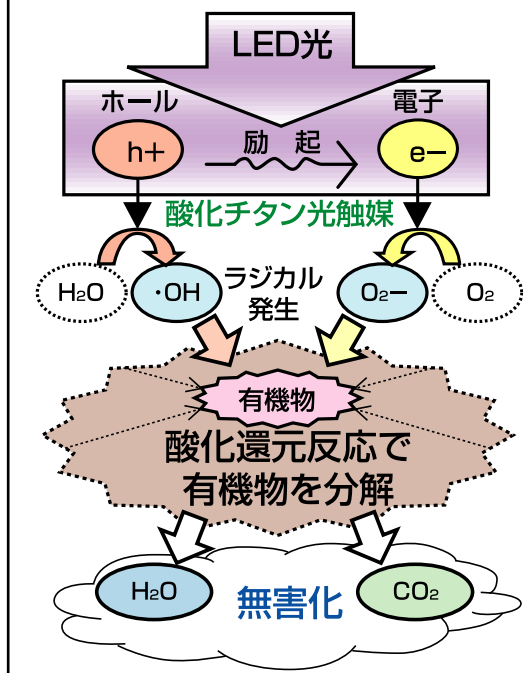 LED光
ホール
電子
h+
励 起
e−
酸化チタン光触媒
H₂O
·OH
ラジカル
発生
O₂−
O₂
有機物
酸化還元反応で
有機物を分解
H₂O
無害化
CO₂